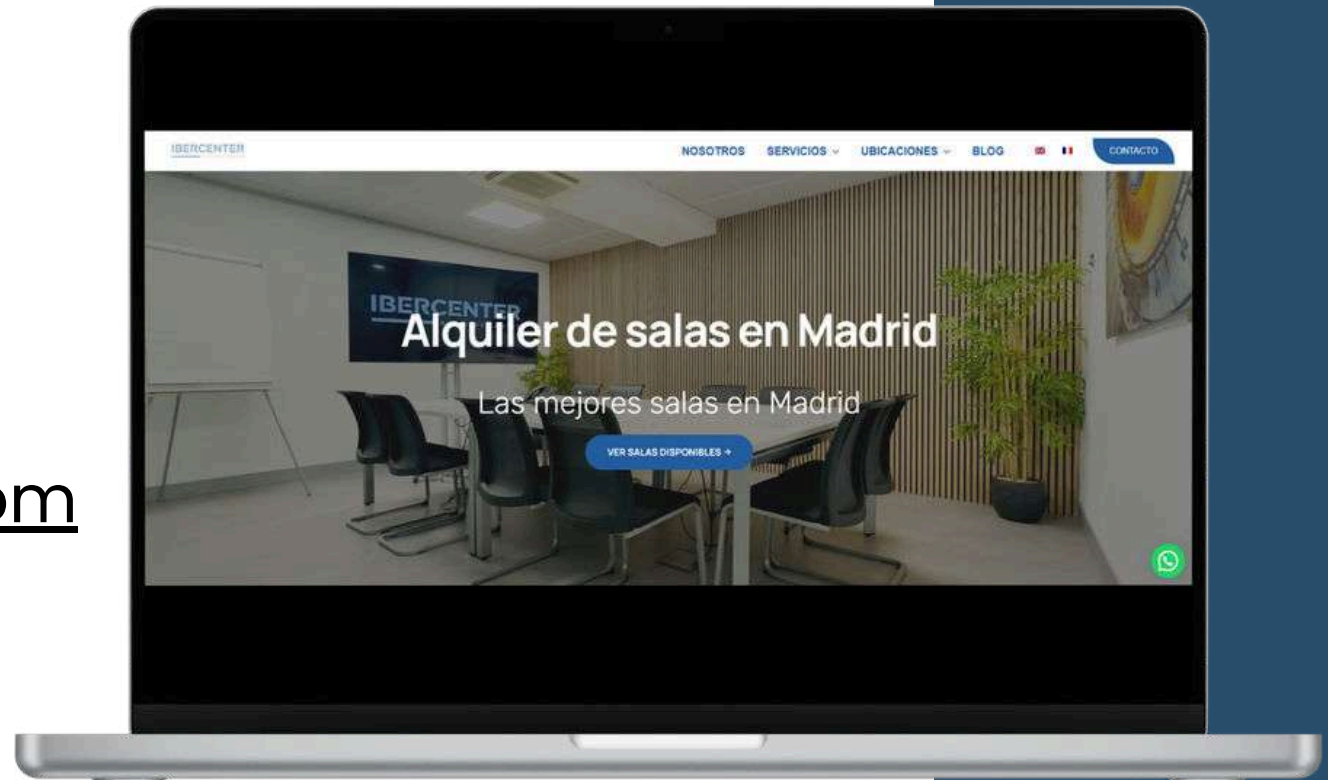 IBERCENTER
NOSOTROS SERVICIOS UBICACIONES BLOG CONTACTO
IBERCENTER
Alquiler de salas en Madrid
Las mejores salas en Madrid
VER SALAS DISPONIBLES →
om